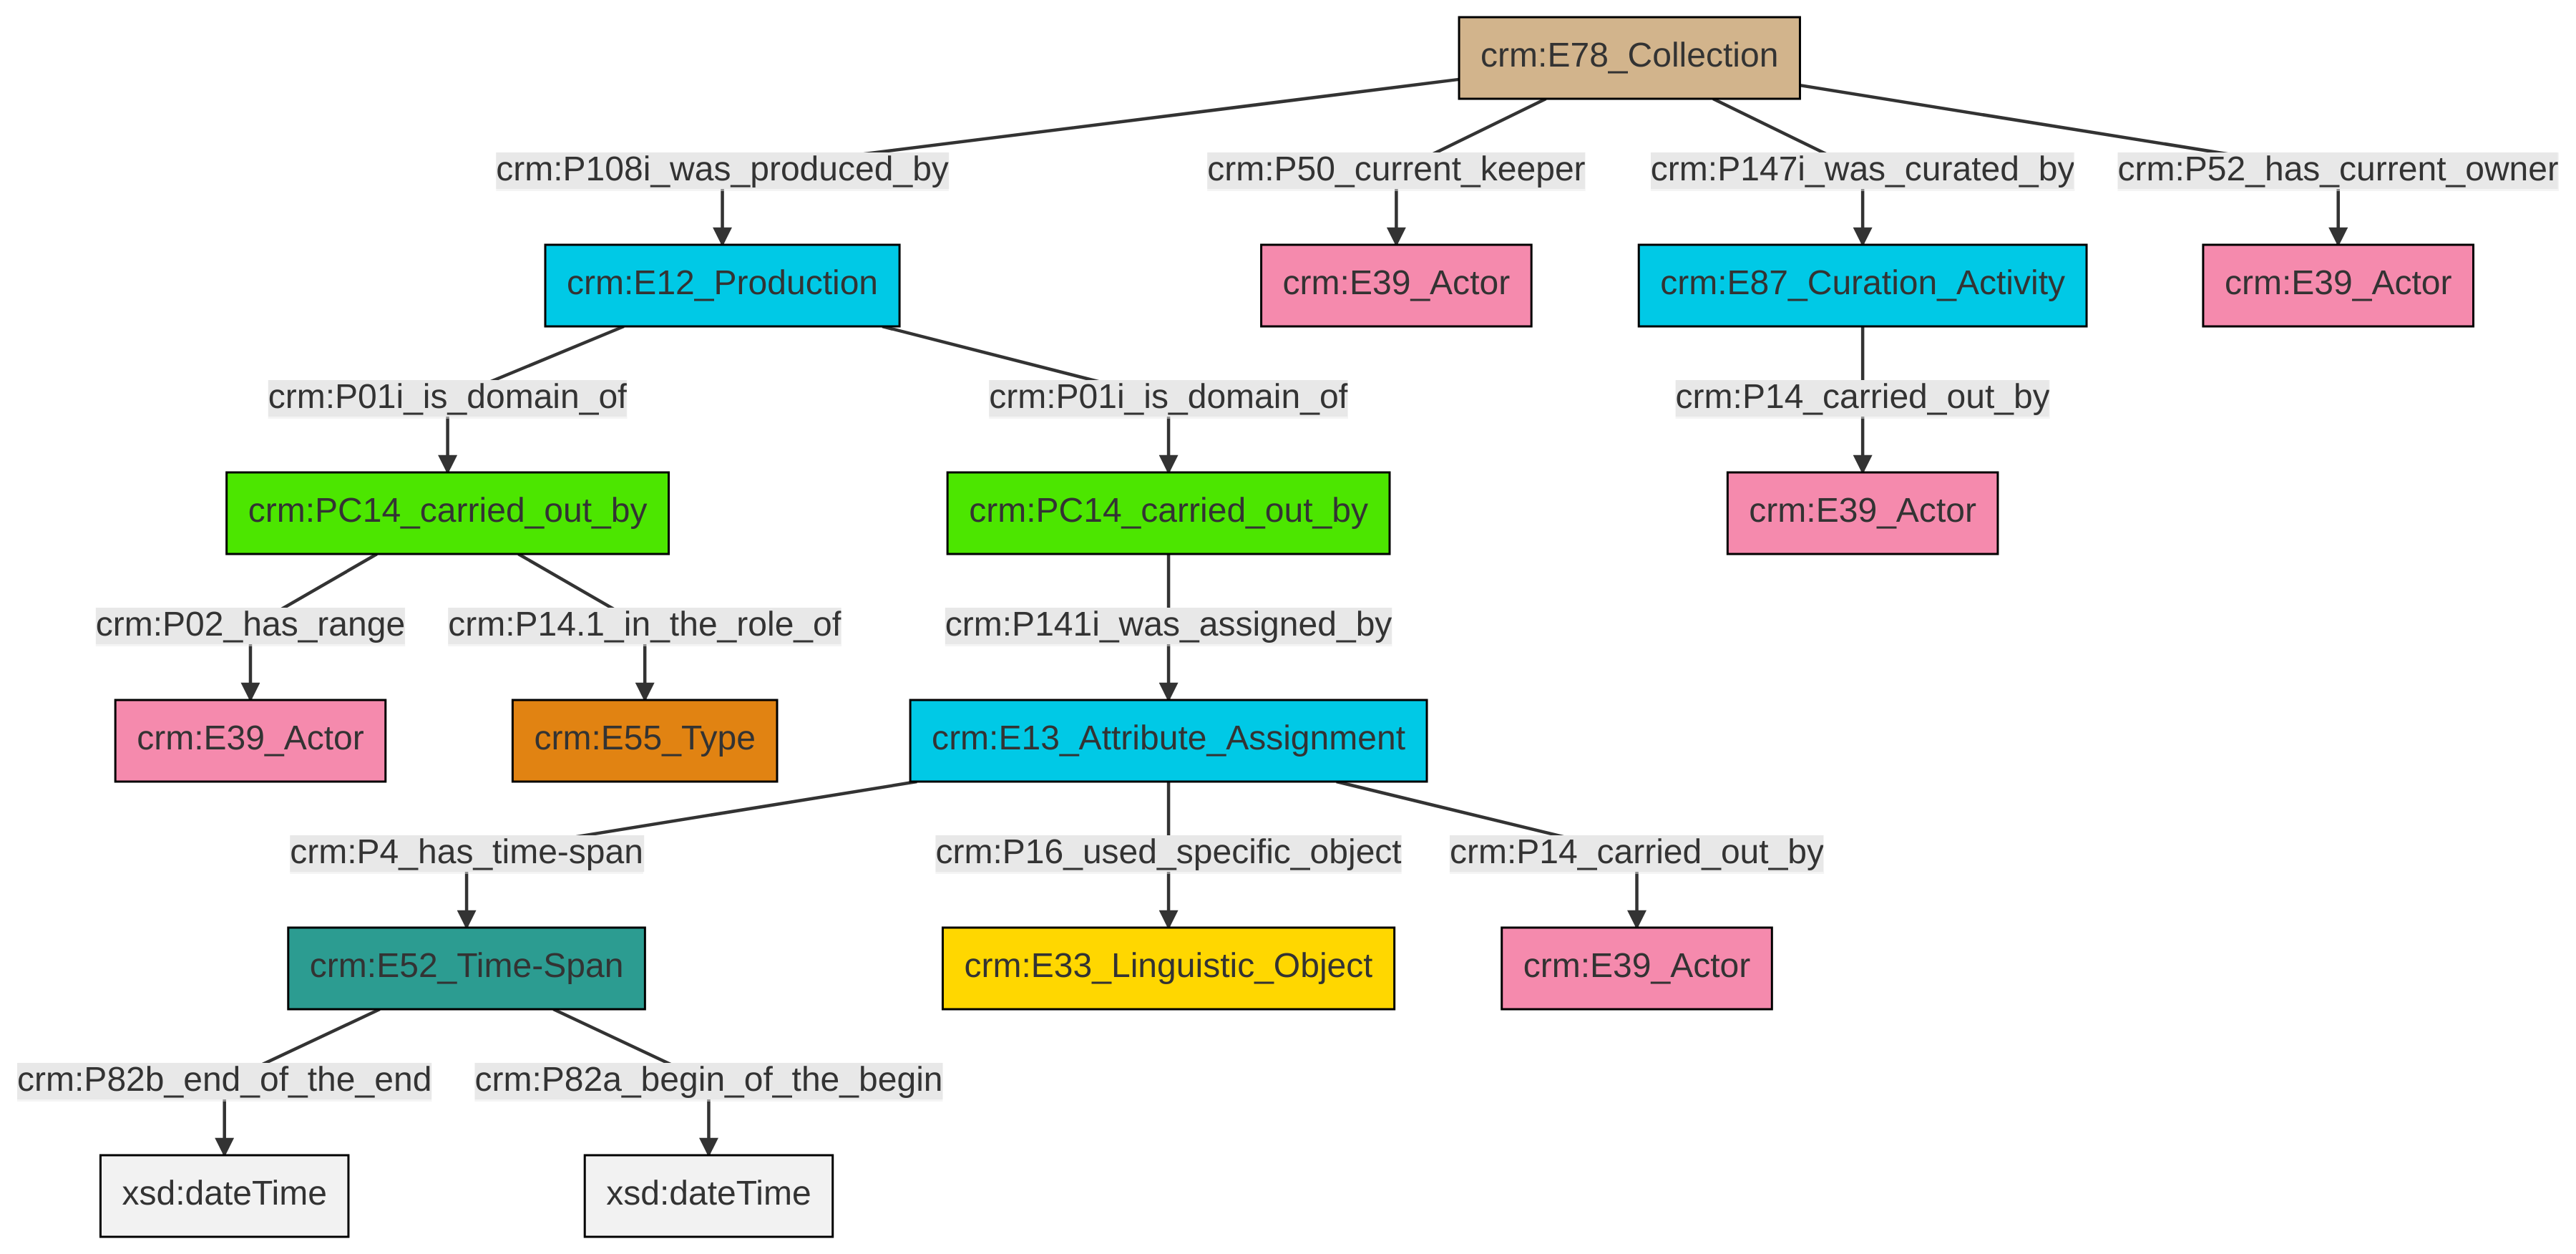 crm:E78_Collection
crm:P108i_was_produced_by
crm:P50_current_keeper
crm:P147i_was_curated_by
crm:P52_has_current_owner
crm:E12_Production
crm:E39_Actor
crm:E87_Curation_Activity
crm:E39_Actor
crm:P01i_is_domain_of
crm:P01i_is_domain_of
crm:P14_carried_out_by
crm:PC14_carried_out_by
crm:PC14_carried_out_by
crm:E39_Actor
crm:P02_has_range
crm:P14.1_in_the_role_of
crm:P141i_was_assigned_by
crm:E39_Actor
crm:E55_Type
crm:E13_Attribute_Assignment
crm:P4_has_time-span
crm:P16_used_specific_object
crm:P14_carried_out_by
crm:E52_Time-Span
crm:E33_Linguistic_Object
crm:E39_Actor
crm:P82b_end_of_the_end
crm:P82a_begin_of_the_begin
xsd:dateTime
xsd:dateTime